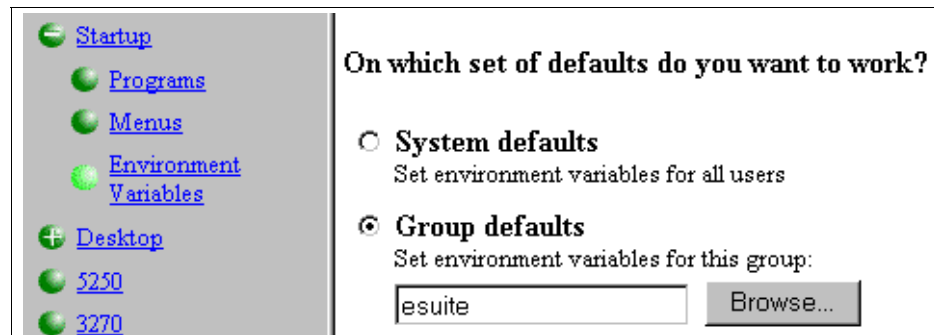 Startup
Programs
Menus
Environment
Variables
Desktop
5250
3270
On which set of defaults do you want to work?
System defaults
Set environment variables for all users
Group defaults
Set environment variables for this group:
esuite
Browse...